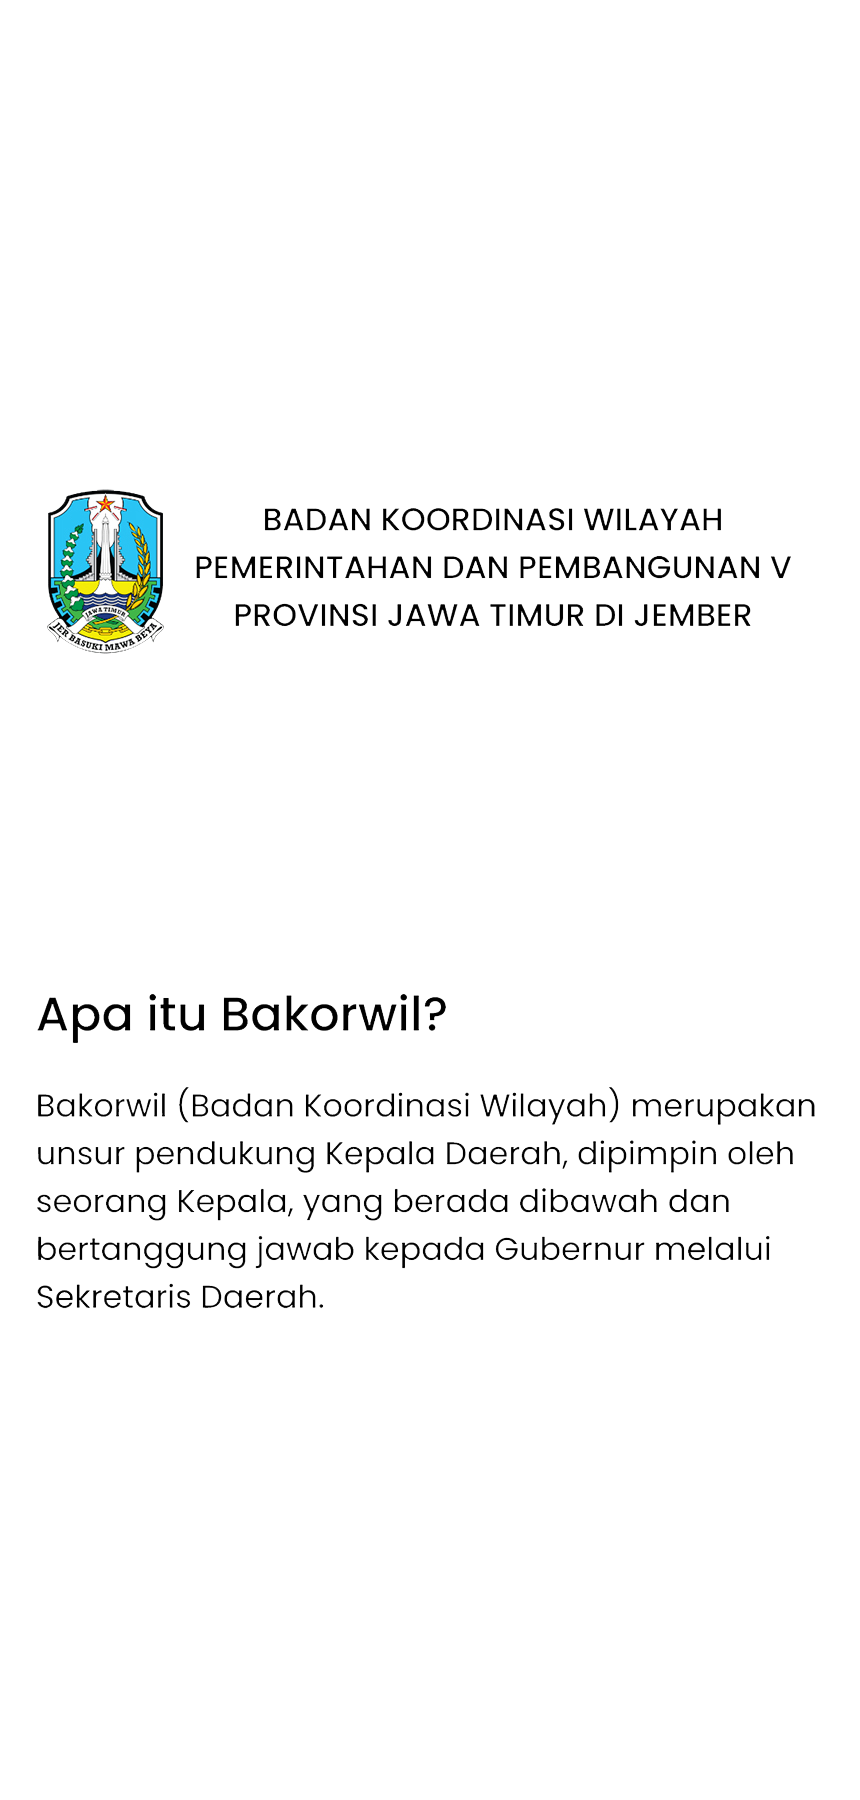 JAWA TIMUR
JER BASUKI MAWA BEYA
BADAN KOORDINASI WILAYAH
PEMERINTAHAN DAN PEMBANGUNAN V
PROVINSI JAWA TIMUR DI JEMBER
Apa itu Bakorwil?
Bakorwil (Badan Koordinasi Wilayah) merupakan
unsur pendukung Kepala Daerah, dipimpin oleh
seorang Kepala, yang berada dibawah dan
bertanggung jawab kepada Gubernur melalui
Sekretaris Daerah.